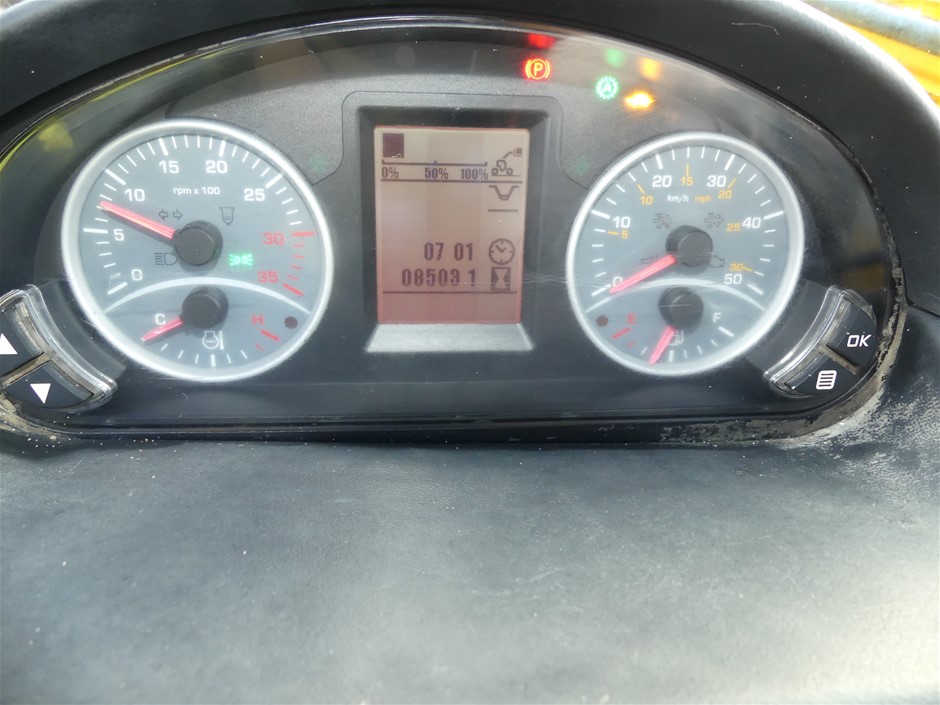 P
A
0% 50% 100%
07 01
08503 1
0 5 10 15 20 25 30 35
rpm x 100
C H
0 10 20 30 40 50
5 10 15 20 25 30
km/h mph
E F
OK